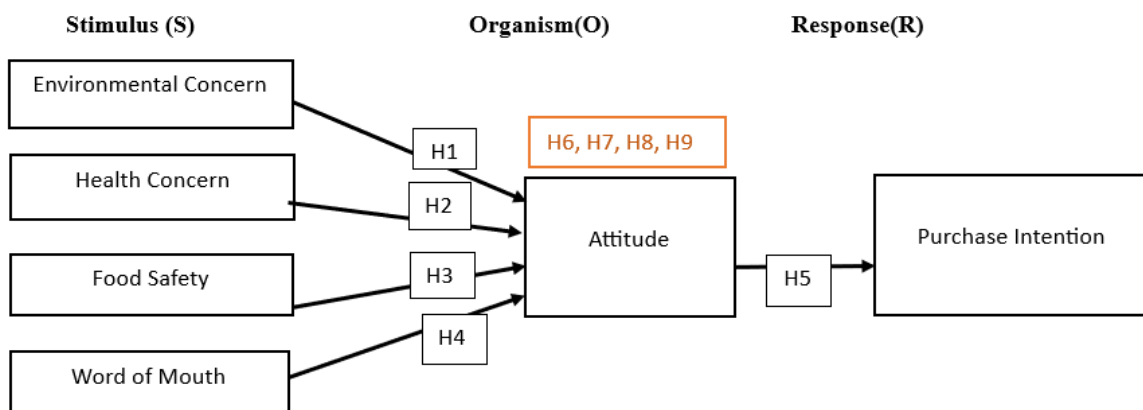 Stimulus (S)
Organism(O)
Response(R)
Environmental Concern
H1
H6, H7, H8, H9
Health Concern
H2
Attitude
Purchase Intention
Food Safety
H3
H5
H4
Word of Mouth